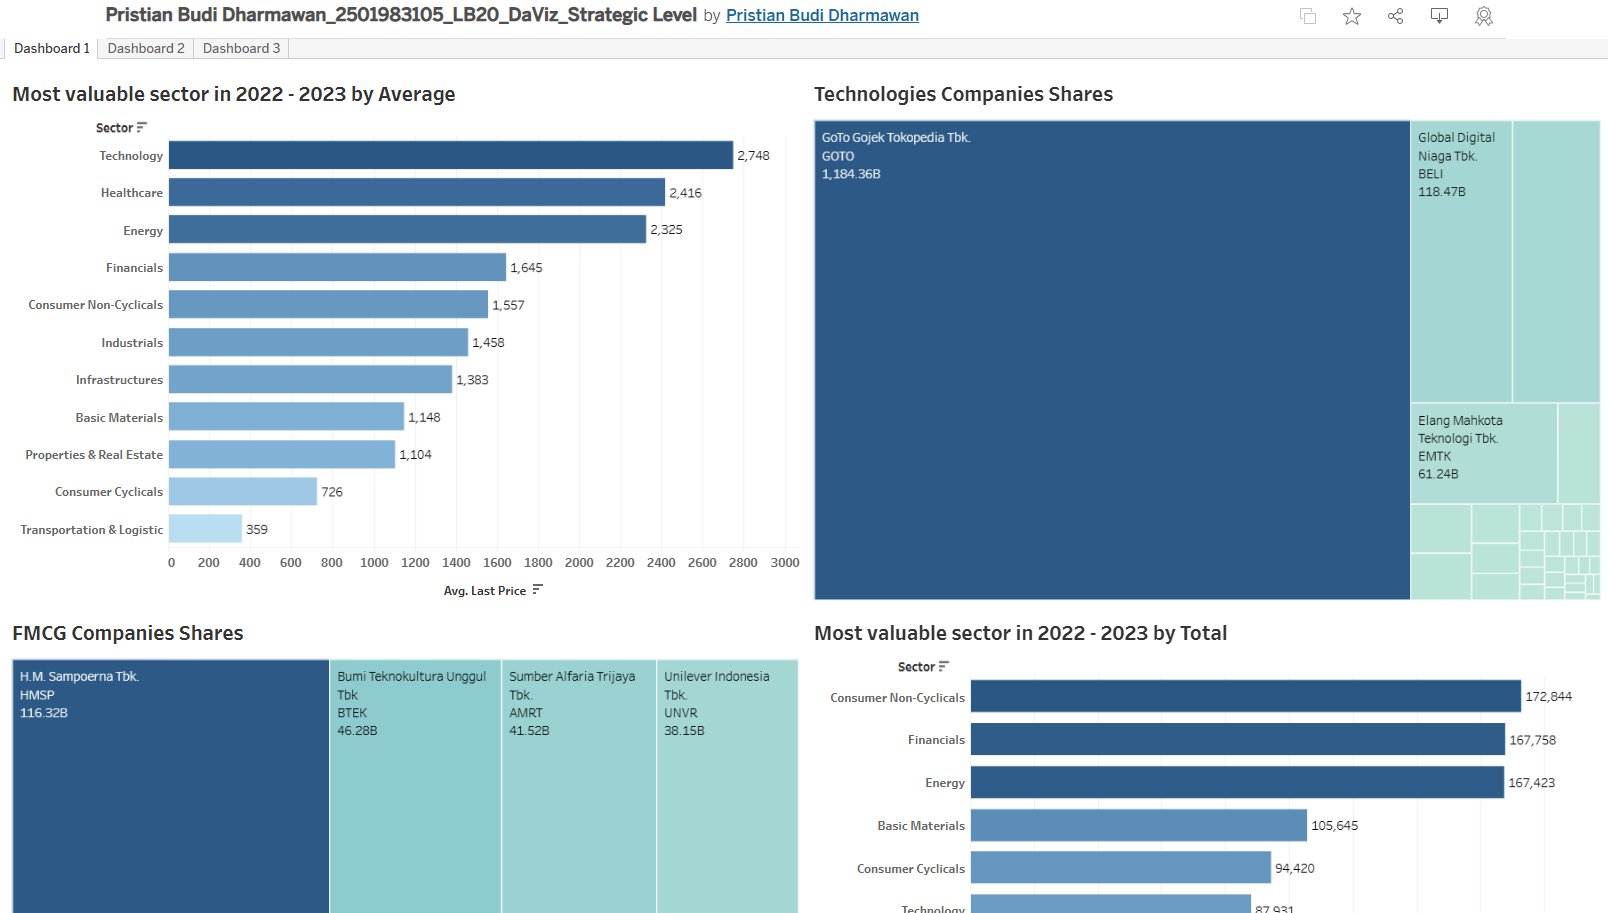 Pristian Budi Dharmawan_2501983105_LB20_DaViz_Strategic Level by Pristian Budi Dharmawan
Dashboard 1
Dashboard 2
Dashboard 3
Most valuable sector in 2022 - 2023 by Average
Sector
Technology 2,748
Healthcare 2,416
Energy 2,325
Financials 1,645
Consumer Non-Cyclicals 1,557
Industrials 1,458
Infrastructures 1,383
Basic Materials 1,148
Properties & Real Estate 1,104
Consumer Cyclicals 726
Transportation & Logistic 359
0 200 400 600 800 1000 1200 1400 1600 1800 2000 2200 2400 2600 2800 3000
Avg. Last Price
Technologies Companies Shares
GoTo Gojek Tokopedia Tbk.
GOTO
1,184.36B
Global Digital
Niaga Tbk.
BELI
118.47B
Elang Mahkota
Teknologi Tbk.
EMTK
61.24B
FMCG Companies Shares
H.M. Sampoerna Tbk.
HMSP
116.32B
Bumi Teknokultura Unggul
Tbk
BTEK
46.28B
Sumber Alfaria Trijaya
Tbk.
AMRT
41.52B
Unilever Indonesia
Tbk.
UNVR
38.15B
Most valuable sector in 2022 - 2023 by Total
Sector
Consumer Non-Cyclicals 172,844
Financials 167,758
Energy 167,423
Basic Materials 105,645
Consumer Cyclicals 94,420
Technology 87,931